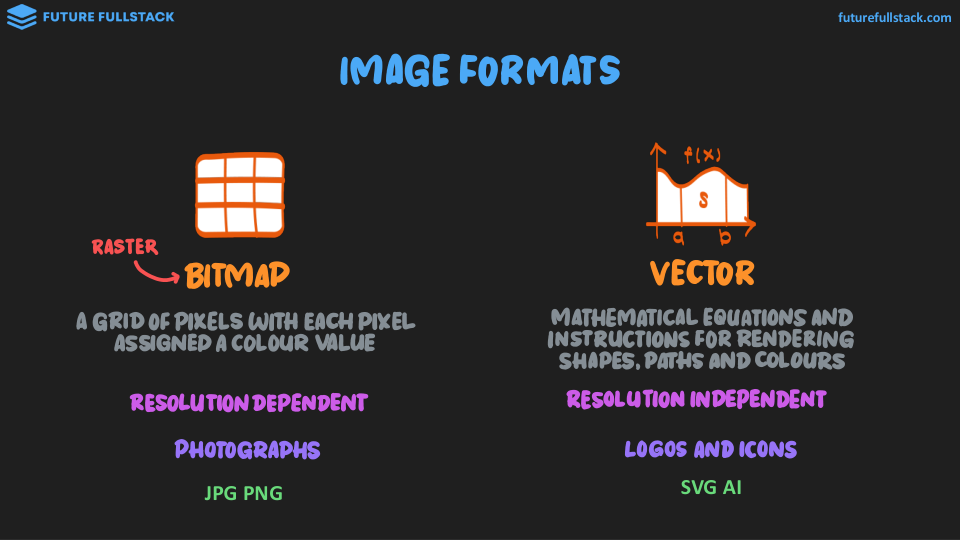 FUTURE FULLSTACK
futurefullstack.com
IMAGE FORMATS
RASTER
BITMAP
A GRID OF PIXELS WITH EACH PIXEL
ASSIGNED A COLOUR VALUE
RESOLUTION DEPENDENT
PHOTOGRAPHS
JPG PNG
f(x)
S
a b
VECTOR
MATHEMATICAL EQUATIONS AND
INSTRUCTIONS FOR RENDERING
SHAPES, PATHS AND COLOURS
RESOLUTION INDEPENDENT
LOGOS AND ICONS
SVG AI